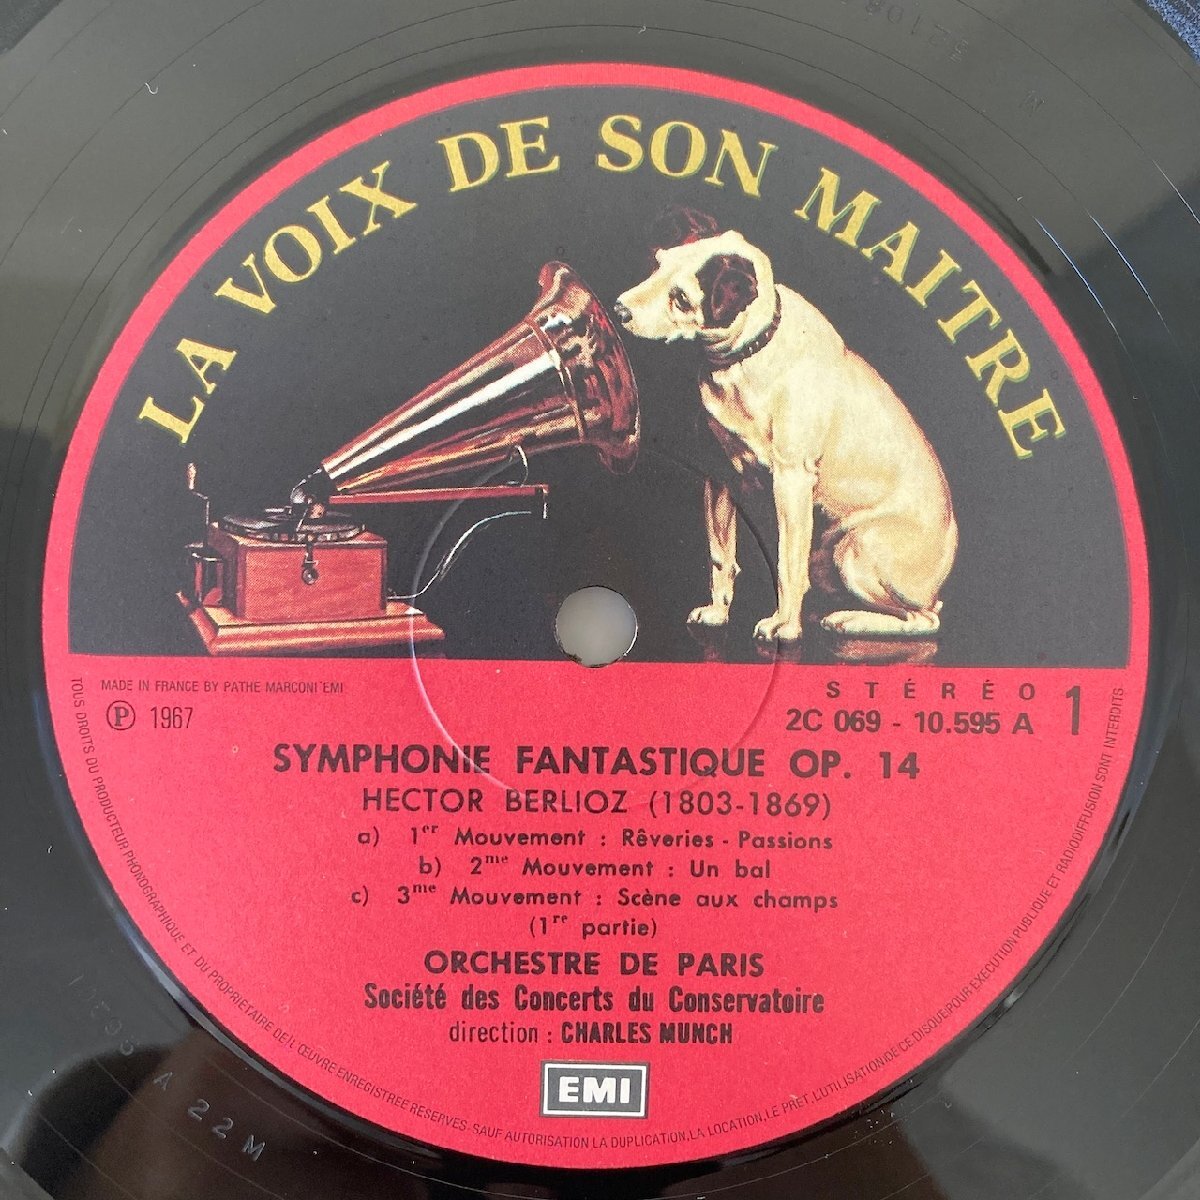 LA VOIX DE SON MAITRE
MADE IN FRANCE BY PATHE MARCONI EMI
Ⓟ 1967
STÉRÉO
2C 069 - 10.595 A
1
SYMPHONIE FANTASTIQUE OP. 14
HECTOR BERLIOZ (1803-1869)
a) 1er Mouvement : Rêveries - Passions
b) 2me Mouvement : Un bal
c) 3me Mouvement : Scène aux champs
(1re partie)
ORCHESTRE DE PARIS
Société des Concerts du Conservatoire
direction : CHARLES MUNCH
EMI
TOUS DROITS DU PRODUCTEUR PHONOGRAPHIQUE ET DU PROPRIETAIRE DE L'ŒUVRE ENREGISTREE RESERVES-SAUF AUTORISATION LA DUPLICATION, LA LOCATION, LE PRET, L'UTILISATION DE CE DISQUE POUR EXECUTION PUBLIQUE ET RADIODIFFUSION SONT INTERDITS
A 22 M